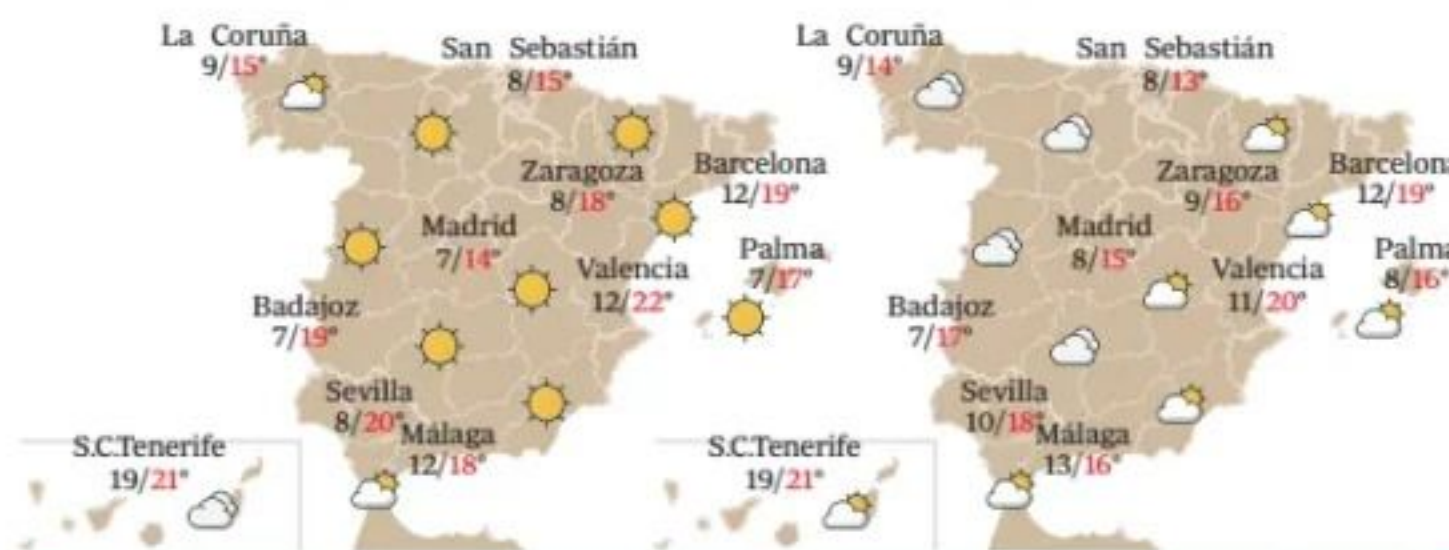 La Coruña
9/15°
San Sebastián
8/15°
Zaragoza
8/18°
Barcelona
12/19°
Madrid
7/14°
Valencia
12/22°
Palma
7/17°
Badajoz
7/19°
Sevilla
8/20°
Málaga
12/18°
S.C.Tenerife
19/21°
La Coruña
9/14°
San Sebastián
8/13°
Zaragoza
9/16°
Barcelona
12/19°
Madrid
8/15°
Valencia
11/20°
Palma
8/16°
Badajoz
7/17°
Sevilla
10/18°
Málaga
13/16°
S.C.Tenerife
19/21°